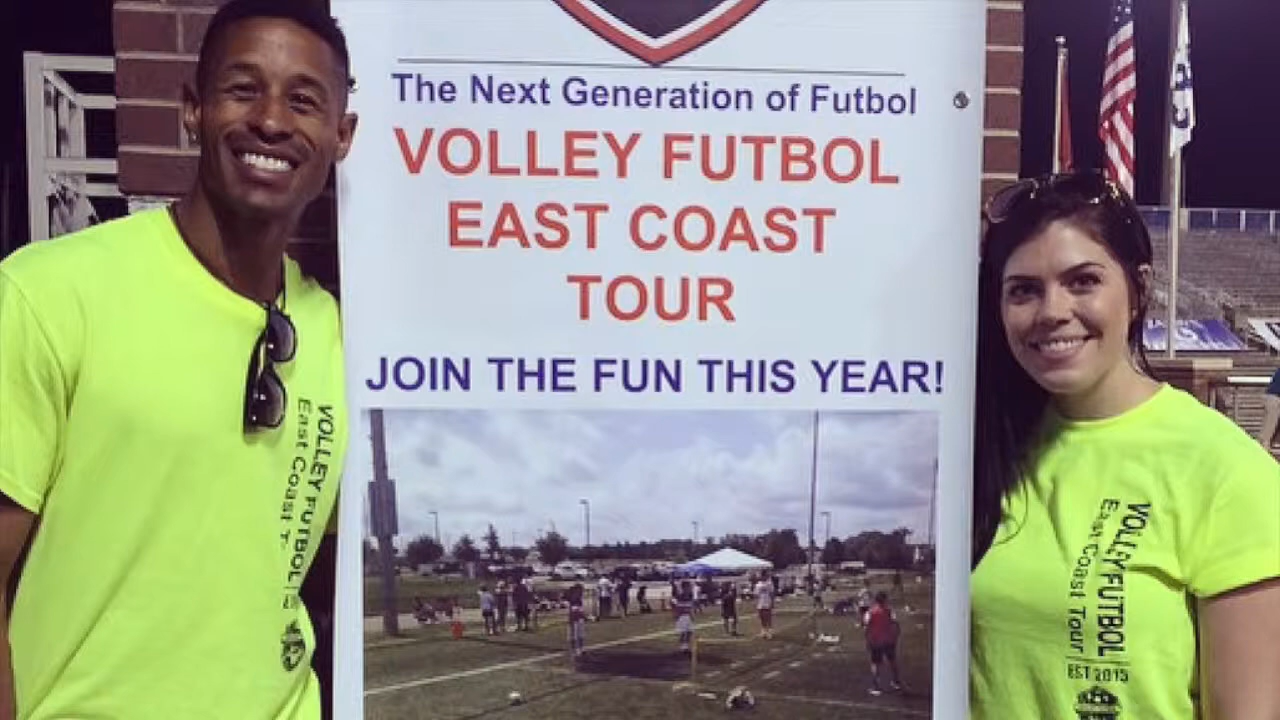 The Next Generation of Futbol
VOLLEY FUTBOL
EAST COAST
TOUR
JOIN THE FUN THIS YEAR!
VOLLEY FUTBOL
East Coast
VOLLEY FUTBOL
East Coast Tour
EST 2015